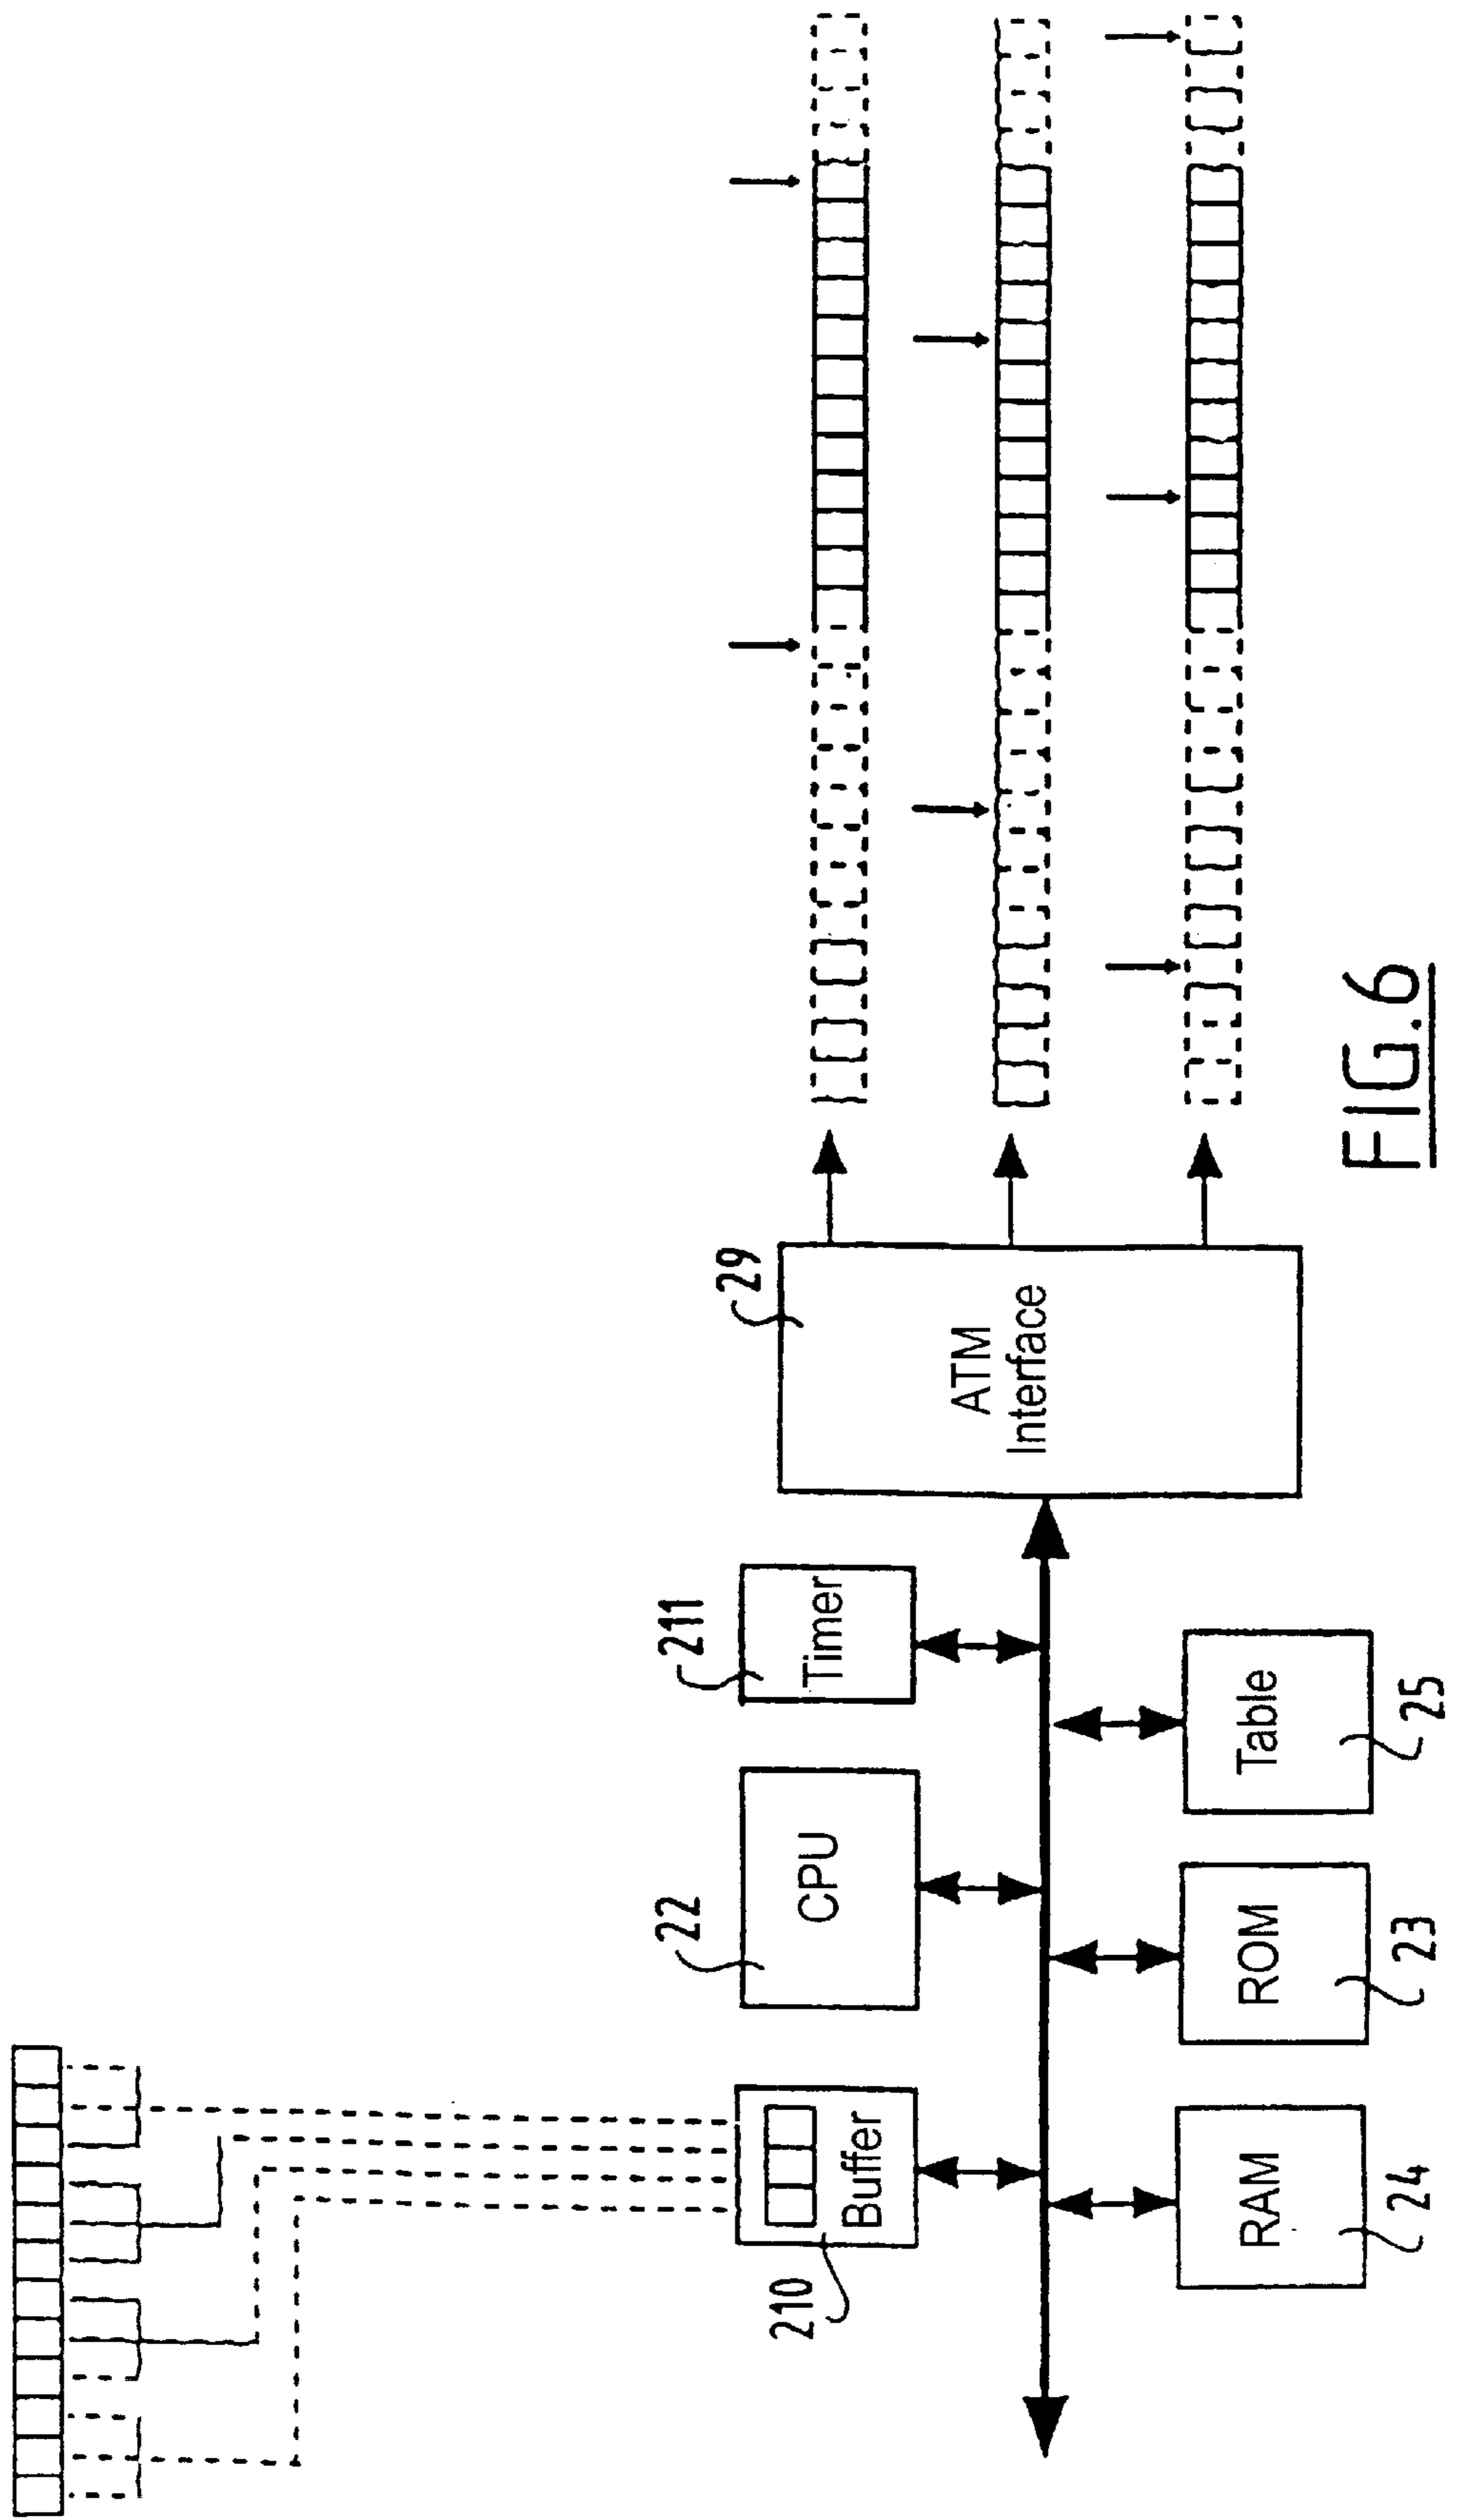 210
Buffer
22
CPU
211
Timer
29
ATM
Interface
RAM
24
ROM
23
Table
25
FIG.6